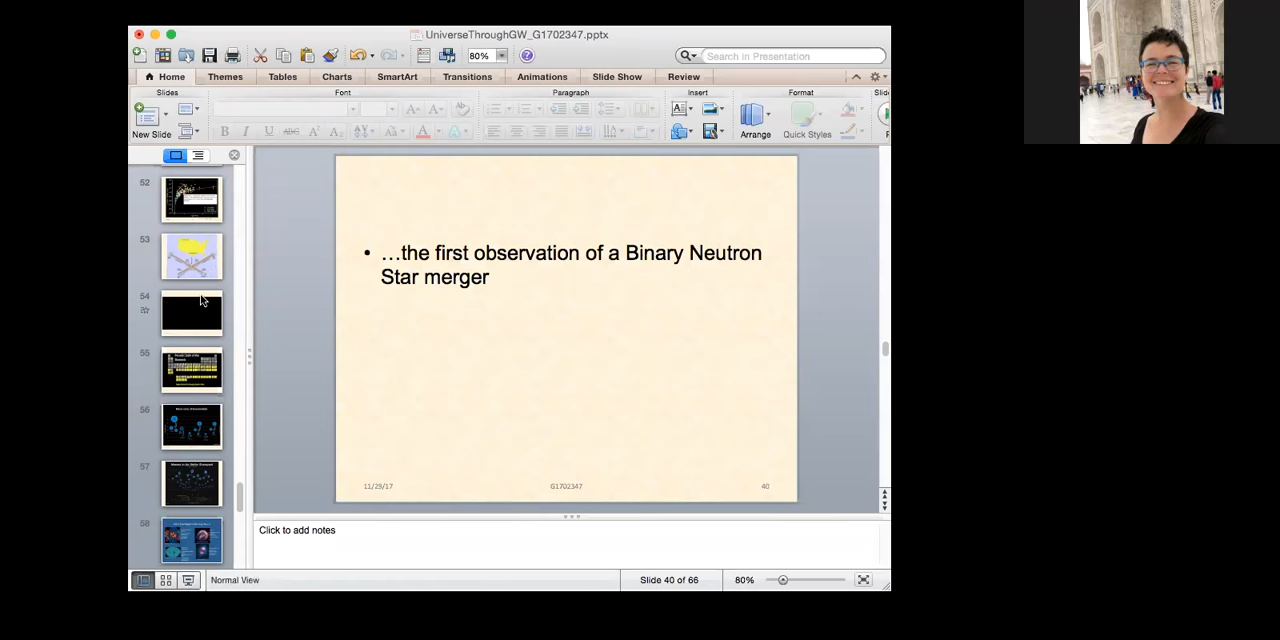 UniverseThroughGW_G1702347.pptx
80%
Search in Presentation
Home Themes Tables Charts SmartArt Transitions Animations Slide Show Review
Slides Font Paragraph Insert Format
New Slide
Arrange
Quick Styles
B I U ABC A² A₂
52
53
54
55
56
57
58
• …the first observation of a Binary Neutron
Star merger
11/29/17 G1702347 40
Click to add notes
Normal View
Slide 40 of 66
80%